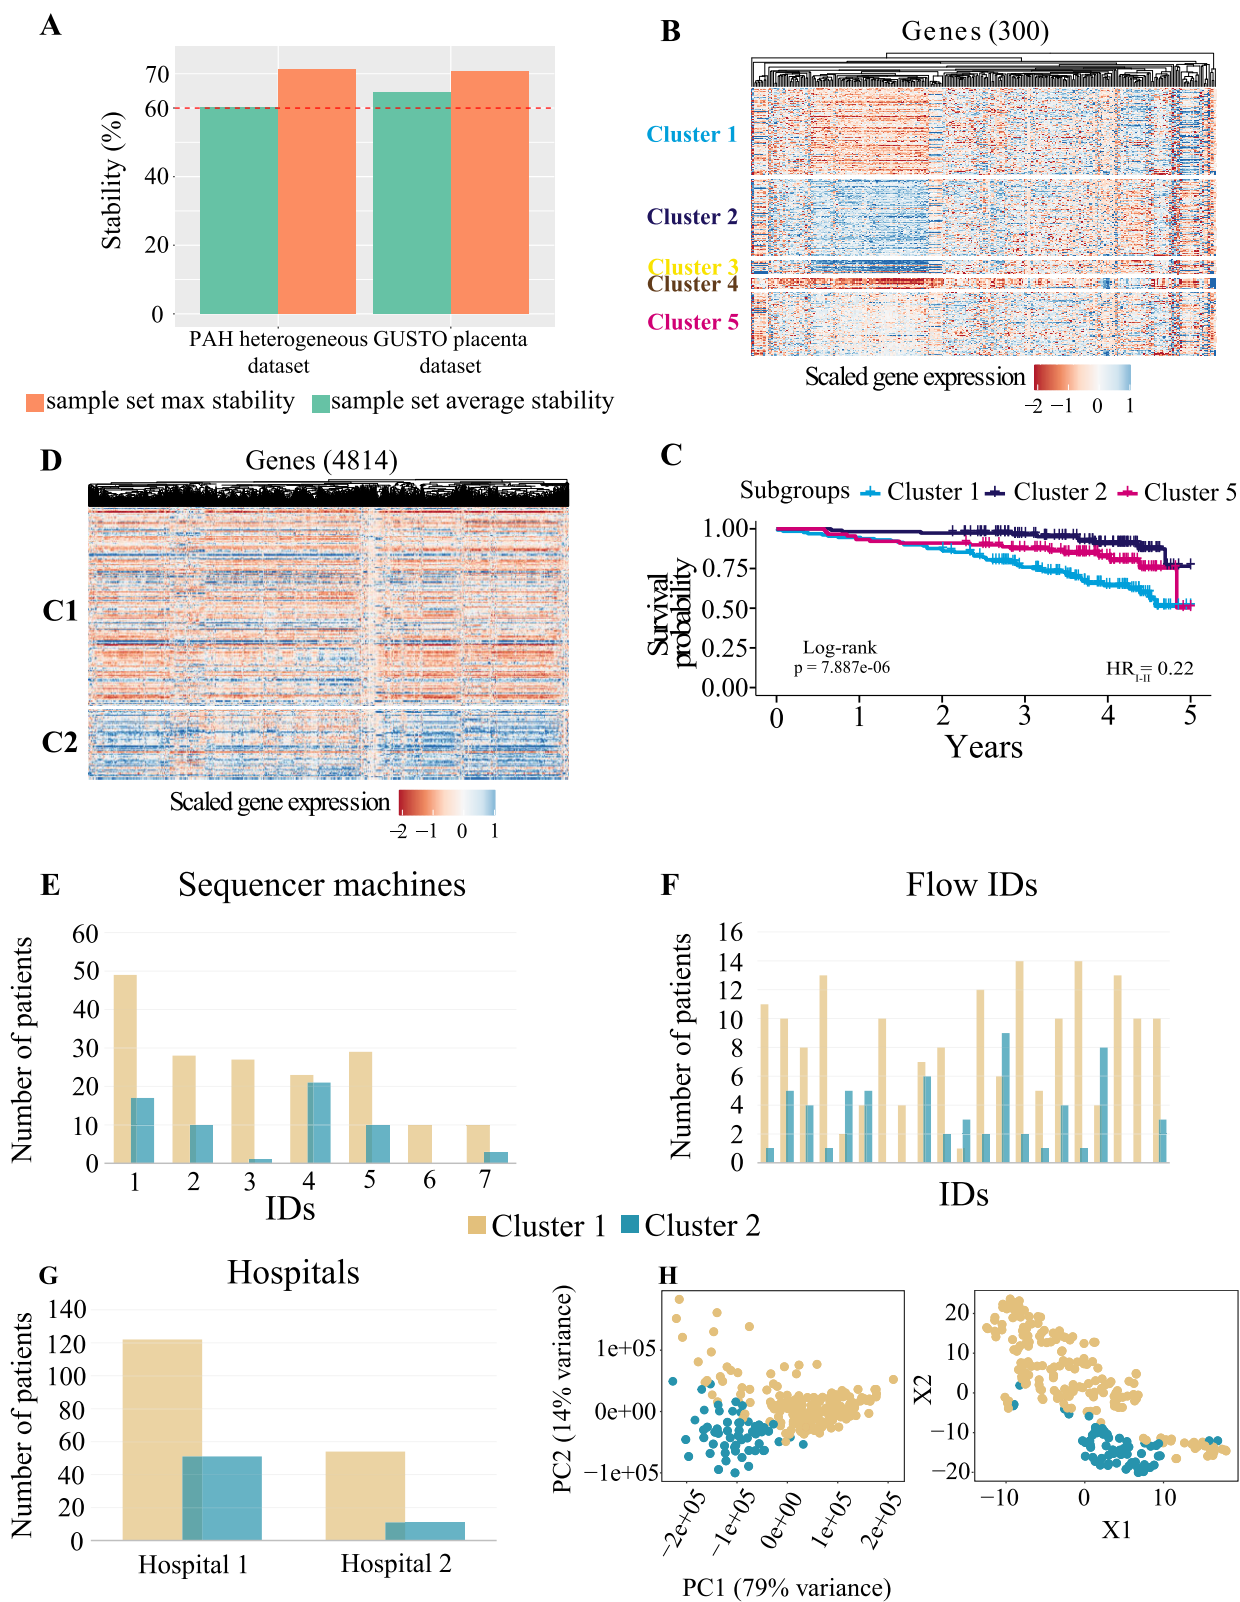 A
Stability (%)
70
60
40
20
0
PAH heterogeneous
dataset
GUSTO placenta
dataset
sample set max stability
sample set average stability
B
Genes (300)
Cluster 1
Cluster 2
Cluster 3
Cluster 4
Cluster 5
Scaled gene expression
−2 −1 0 1
D
Genes (4814)
C1
C2
Scaled gene expression
−2 −1 0 1
C
Subgroups Cluster 1 Cluster 2 Cluster 5
Survival
probability
1.00
0.75
0.50
0.25
0.00
Log-rank
p = 7.887e-06
HR I-II = 0.22
0 1 2 3 4 5
Years
E
Sequencer machines
Number of patients
60
50
40
30
20
10
0
1 2 3 4 5 6 7
IDs
F
Flow IDs
Number of patients
16
14
12
10
8
6
4
2
0
IDs
Cluster 1 Cluster 2
G
Hospitals
Number of patients
140
120
100
80
60
40
20
0
Hospital 1 Hospital 2
H
PC2 (14% variance)
1e+05
0e+00
−1e+05
−2e+05 −1e+05 0e+00 1e+05 2e+05
PC1 (79% variance)
X2
20
10
0
−10
−20
−10 0 10
X1